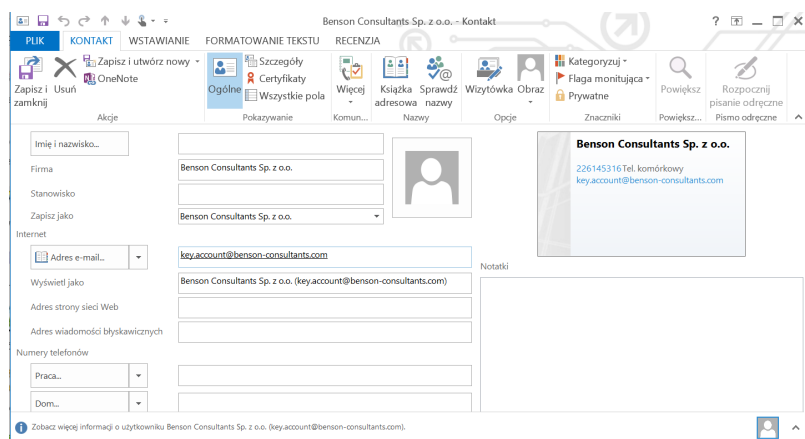 Benson Consultants Sp. z o.o. - Kontakt
?
PLIK KONTAKT WSTAWIANIE FORMATOWANIE TEKSTU RECENZJA
Zapisz i zamknij
Usuń
Zapisz i utwórz nowy
OneNote
Akcje
Ogólne
Szczegóły
Certyfikaty
Wszystkie pola
Pokazywanie
Więcej
Komun...
Książka adresowa
Sprawdź nazwy
Nazwy
Wizytówka
Obraz
Opcje
Kategoryzuj
Flaga monitująca
Prywatne
Znaczniki
Powiększ
Powiększ...
Rozpocznij pisanie odręczne
Pismo odręczne
Imię i nazwisko...
Firma
Benson Consultants Sp. z o.o.
Stanowisko
Zapisz jako
Benson Consultants Sp. z o.o.
Internet
Adres e-mail...
key.account@benson-consultants.com
Wyświetl jako
Benson Consultants Sp. z o.o. (key.account@benson-consultants.com)
Adres strony sieci Web
Adres wiadomości błyskawicznych
Numery telefonów
Praca...
Dom...
Benson Consultants Sp. z o.o.
226145316 Tel. komórkowy
key.account@benson-consultants.com
Notatki
Zobacz więcej informacji o użytkowniku Benson Consultants Sp. z o.o. (key.account@benson-consultants.com).